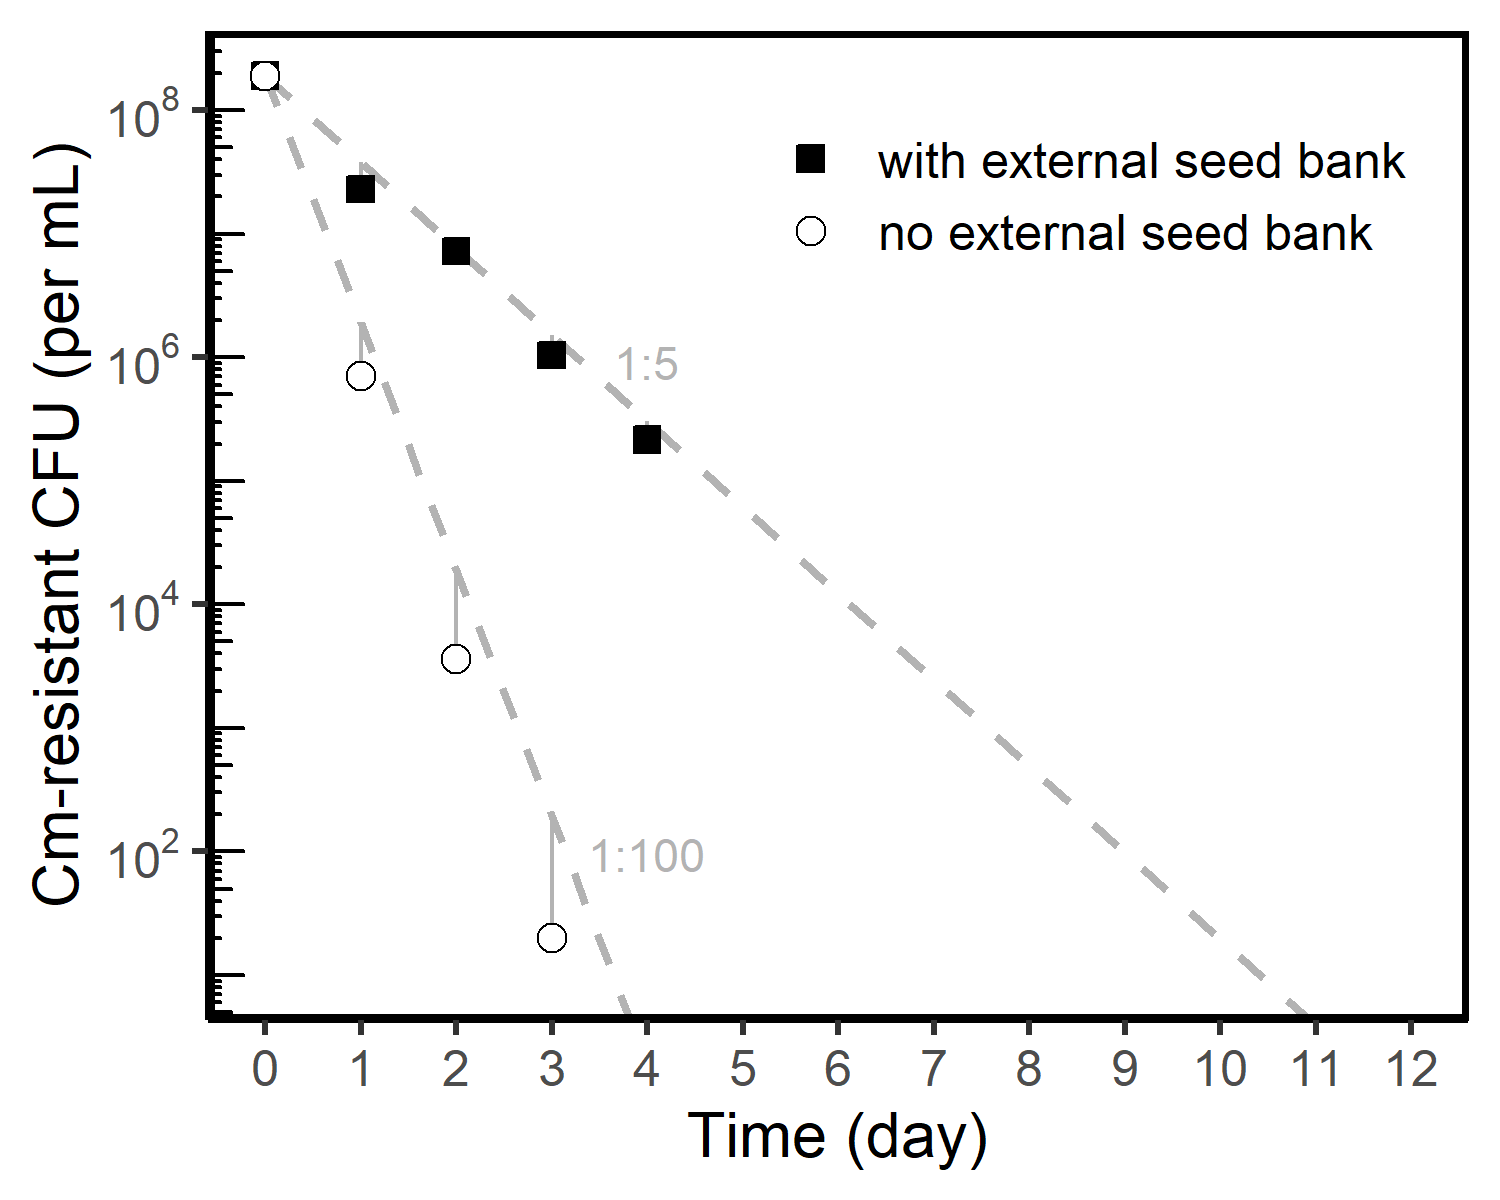 Cm-resistant CFU (per mL)
10^8
10^6
10^4
10^2
with external seed bank
no external seed bank
1:5
1:100
0 1 2 3 4 5 6 7 8 9 10 11 12
Time (day)